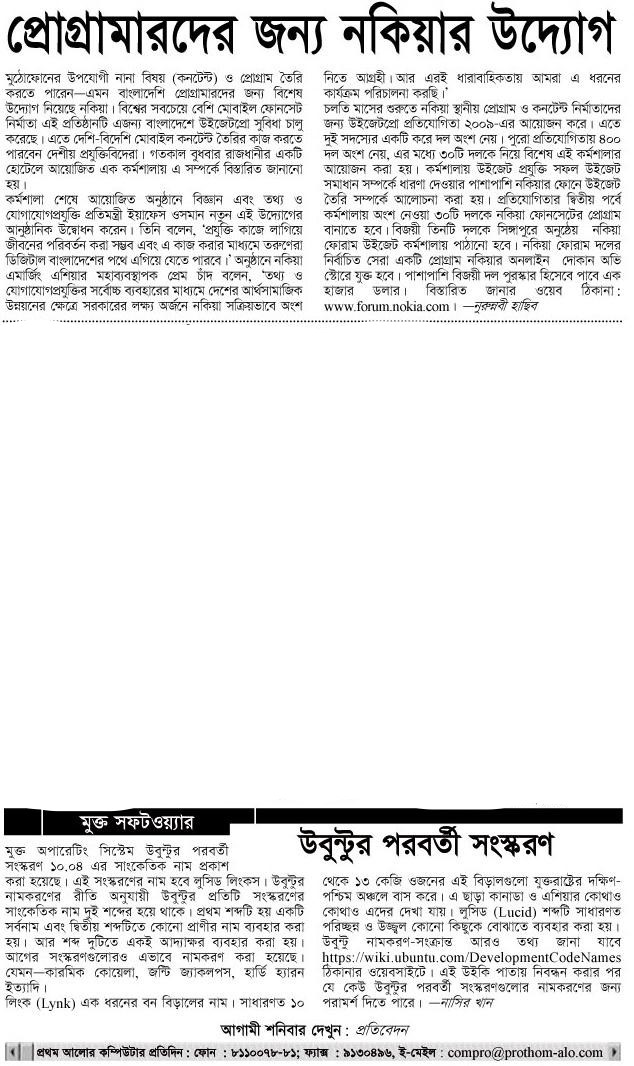 প্রোগ্রামারদের জন্য নকিয়ার উদ্যোগ
মুঠোফোনের উপযোগী নানা বিষয় (কনটেন্ট) ও প্রোগ্রাম তৈরি
করতে পারেন—এমন বাংলাদেশি প্রোগ্রামারদের জন্য বিশেষ
উদ্যোগ নিয়েছে নকিয়া। বিশ্বের সবচেয়ে বেশি মোবাইল ফোনসেট
নির্মাতা এই প্রতিষ্ঠানটি এজন্য বাংলাদেশে উইজেটপ্রো সুবিধা চালু
করেছে। এতে দেশি-বিদেশি মোবাইল কনটেন্ট তৈরির কাজ করতে
পারবেন দেশীয় প্রযুক্তিবিদেরা। গতকাল বুধবার রাজধানীর একটি
হোটেলে আয়োজিত এক কর্মশালায় এ সম্পর্কে বিস্তারিত জানানো
হয়।
কর্মশালা শেষে আয়োজিত অনুষ্ঠানে বিজ্ঞান এবং তথ্য ও
যোগাযোগপ্রযুক্তি প্রতিমন্ত্রী ইয়াফেস ওসমান নতুন এই উদ্যোগের
আনুষ্ঠানিক উদ্বোধন করেন। তিনি বলেন, ‘প্রযুক্তি কাজে লাগিয়ে
জীবনের পরিবর্তন করা সম্ভব এবং এ কাজ করার মাধ্যমে তরুণেরা
ডিজিটাল বাংলাদেশের পথে এগিয়ে যেতে পারবে।’ অনুষ্ঠানে নকিয়া
এমার্জিং এশিয়ার মহাব্যবস্থাপক প্রেম চাঁদ বলেন, ‘তথ্য ও
যোগাযোগপ্রযুক্তির সর্বোচ্চ ব্যবহারের মাধ্যমে দেশের আর্থসামাজিক
উন্নয়নের ক্ষেত্রে সরকারের লক্ষ্য অর্জনে নকিয়া সক্রিয়ভাবে অংশ
নিতে আগ্রহী। আর এরই ধারাবাহিকতায় আমরা এ ধরনের
কার্যক্রম পরিচালনা করছি।’
চলতি মাসের শুরুতে নকিয়া স্থানীয় প্রোগ্রাম ও কনটেন্ট নির্মাতাদের
জন্য উইজেটপ্রো প্রতিযোগিতা ২০০৯-এর আয়োজন করে। এতে
দুই সদস্যের একটি করে দল অংশ নেয়। পুরো প্রতিযোগিতায় ৪০০
দল অংশ নেয়, এর মধ্যে ৩০টি দলকে নিয়ে বিশেষ এই কর্মশালার
আয়োজন করা হয়। কর্মশালায় উইজেট প্রযুক্তি সফল উইজেট
সমাধান সম্পর্কে ধারণা দেওয়ার পাশাপাশি নকিয়ার ফোনে উইজেট
তৈরি সম্পর্কে আলোচনা করা হয়। প্রতিযোগিতার দ্বিতীয় পর্বে
কর্মশালায় অংশ নেওয়া ৩০টি দলকে নকিয়া ফোনসেটের প্রোগ্রাম
বানাতে হবে। বিজয়ী তিনটি দলকে সিঙ্গাপুরে অনুষ্ঠেয় নকিয়া
ফোরাম উইজেট কর্মশালায় পাঠানো হবে। নকিয়া ফোরাম দলের
নির্বাচিত সেরা একটি প্রোগ্রাম নকিয়ার অনলাইন দোকান অভি
স্টোরে যুক্ত হবে। পাশাপাশি বিজয়ী দল পুরস্কার হিসেবে পাবে এক
হাজার ডলার। বিস্তারিত জানার ওয়েব ঠিকানা:
www.forum.nokia.com। —নুরুন্নবী হাছিব
মুক্ত সফটওয়্যার
উবুন্টুর পরবর্তী সংস্করণ
মুক্ত অপারেটিং সিস্টেম উবুন্টুর পরবর্তী
সংস্করণ ১০.০৪ এর সাংকেতিক নাম প্রকাশ
করা হয়েছে। এই সংস্করণের নাম হবে লুসিড লিংকস। উবুন্টুর
নামকরণের রীতি অনুযায়ী উবুন্টুর প্রতিটি সংস্করণের
সাংকেতিক নাম দুই শব্দের হয়ে থাকে। প্রথম শব্দটি হয় একটি
সর্বনাম এবং দ্বিতীয় শব্দটিতে কোনো প্রাণীর নাম ব্যবহার করা
হয়। আর শব্দ দুটিতে একই আদ্যাক্ষর ব্যবহার করা হয়।
আগের সংস্করণগুলোরও এভাবে নামকরণ করা হয়েছে।
যেমন—কারমিক কোয়েলা, জন্টি জ্যাকলপস, হার্ডি হ্যারন
ইত্যাদি।
লিংক (Lynk) এক ধরনের বন বিড়ালের নাম। সাধারণত ১০
থেকে ১৩ কেজি ওজনের এই বিড়ালগুলো যুক্তরাষ্ট্রের দক্ষিণ-
পশ্চিম অঞ্চলে বাস করে। এ ছাড়া কানাডা ও এশিয়ার কোথাও
কোথাও এদের দেখা যায়। লুসিড (Lucid) শব্দটি সাধারণত
পরিচ্ছন্ন ও উজ্জ্বল কোনো কিছুকে বোঝাতে ব্যবহার করা হয়।
উবুন্টু নামকরণ-সংক্রান্ত আরও তথ্য জানা যাবে
https://wiki.ubuntu.com/DevelopmentCodeNames
ঠিকানার ওয়েবসাইটে। এই উইকি পাতায় নিবন্ধন করার পর
যে কেউ উবুন্টুর পরবর্তী সংস্করণগুলোর নামকরণের জন্য
পরামর্শ দিতে পারে। —নাসির খান
আগামী শনিবার দেখুন : প্রতিবেদন
প্রথম আলোর কম্পিউটার প্রতিদিন : ফোন : ৮১১০০৭৮-৮১; ফ্যাক্স : ৯১৩০৪৯৬, ই-মেইল : compro@prothom-alo.com